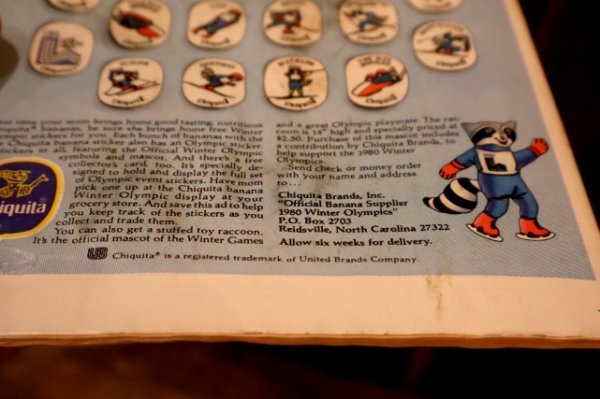 Chiquita
Chiquita
Chiquita
Chiquita
Chiquita
Chiquita
Chiquita
time your mom brings home good tasting, nutritious
bananas, be sure she brings home free Winter
stickers for you. Each bunch of bananas with the
Chiquita banana sticker also has an Olympic sticker.
in all, featuring the Official Winter Olympic
symbols and mascot. And there's a free
collector's card, too. It's specially de-
signed to hold and display the full set
of Olympic event stickers. Have mom
pick one up at the Chiquita banana
Winter Olympic display at your
grocery store. And save this ad to help
you keep track of the stickers as you
collect and trade them.
You can also get a stuffed toy raccoon.
It's the official mascot of the Winter Games
and a great Olympic playmate. The rac-
coon is 14" high and specially priced at
$2.50. Purchase of this mascot includes
a contribution by Chiquita Brands, to
help support the 1980 Winter
Olympics.
Send check or money order
with your name and address
to...
Chiquita Brands, Inc.
"Official Banana Supplier
1980 Winter Olympics"
P.O. Box 2703
Reidsville, North Carolina 27322
Allow six weeks for delivery.
iquita
UB Chiquita® is a registered trademark of United Brands Company.